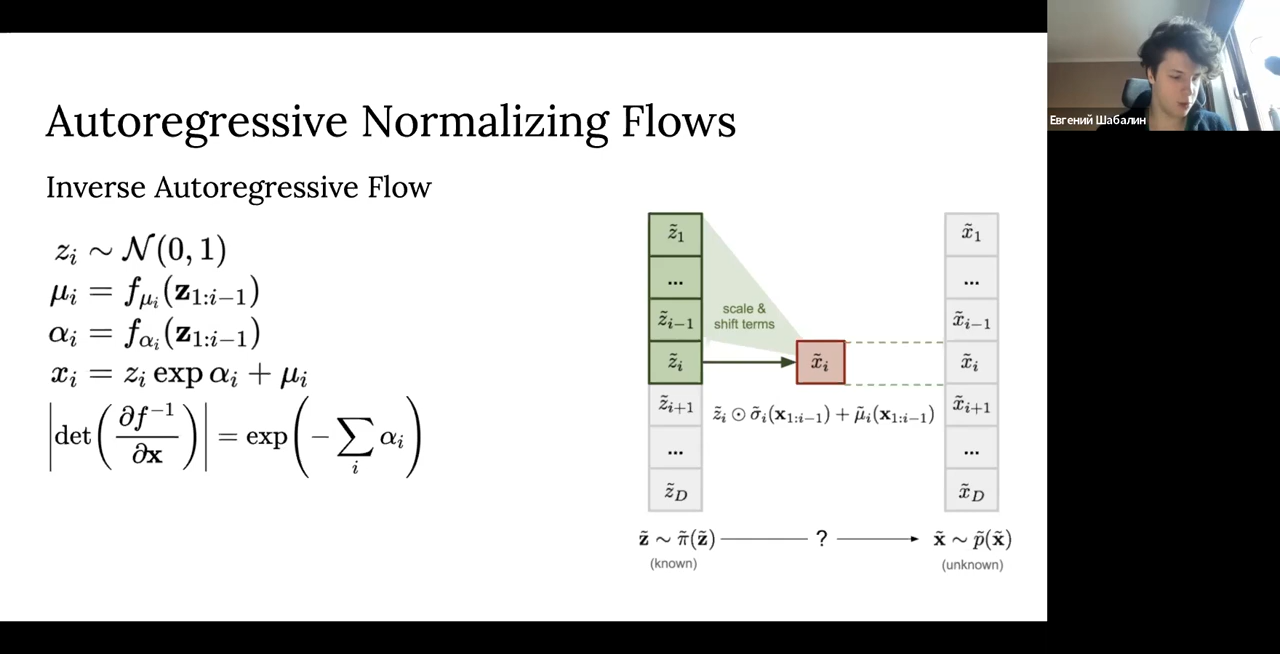 Autoregressive Normalizing Flows
Inverse Autoregressive Flow
z_i ∼ 𝒩(0, 1)
μ_i = f_{μ_i}(𝐳_{1:i−1})
α_i = f_{α_i}(𝐳_{1:i−1})
x_i = z_i exp α_i + μ_i
|det(∂f^{−1}/∂𝐱)| = exp(−∑_i α_i)
z̃_1
...
z̃_{i−1}
z̃_i
z̃_{i+1}
...
z̃_D
scale &
shift terms
x̃_i
z̃_i ⊙ σ̃_i(𝐱_{1:i−1}) + μ̃_i(𝐱_{1:i−1})
x̃_1
...
x̃_{i−1}
x̃_i
x̃_{i+1}
...
x̃_D
𝐳̃ ∼ π̃(𝐳̃) ? 𝐱̃ ∼ p̃(𝐱̃)
(known) (unknown)
Евгений Шабалин